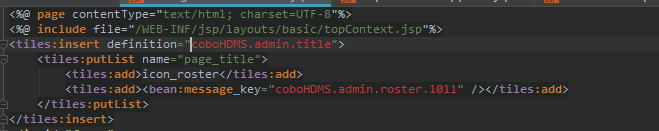 <%@ page contentType="text/html; charset=UTF-8"%>
<%@ include file="/WEB-INF/jsp/layouts/basic/topContext.jsp"%>
<tiles:insert definition="coboHDMS.admin.title">
<tiles:putList name="page_title">
<tiles:add>icon_roster</tiles:add>
<tiles:add><bean:message key="coboHDMS.admin.roster.1011" /></tiles:add>
</tiles:putList>
</tiles:insert>